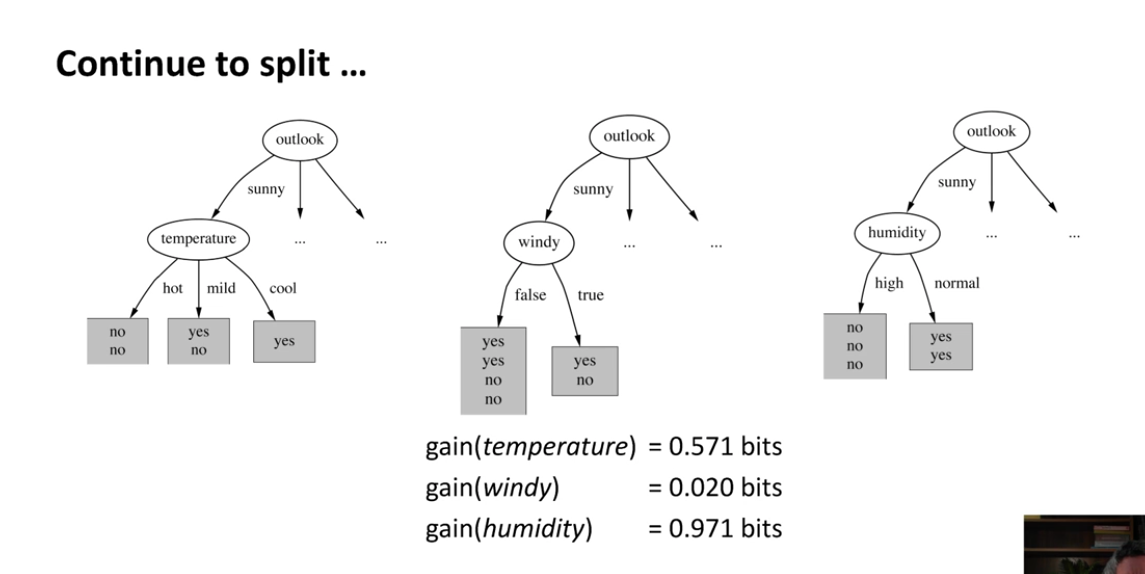 Continue to split ...
outlook
sunny
temperature
...
...
hot
mild
cool
no
no
yes
no
yes
outlook
sunny
windy
...
...
false
true
yes
yes
no
no
yes
no
outlook
sunny
humidity
...
...
high
normal
no
no
no
yes
yes
gain(temperature) = 0.571 bits
gain(windy) = 0.020 bits
gain(humidity) = 0.971 bits